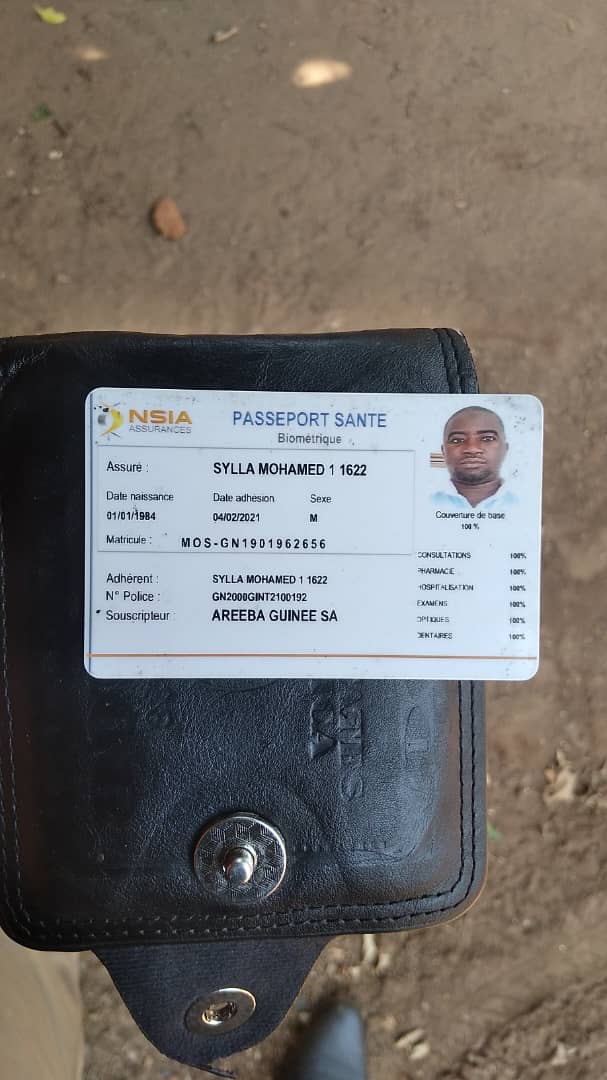 NSIA
ASSURANCES
PASSEPORT SANTE
Biométrique
Assuré : SYLLA MOHAMED 1 1622
Date naissance Date adhésion Sexe
01/01/1984 04/02/2021 M
Matricule : MOS-GN1901962656
Adhérent : SYLLA MOHAMED 1 1622
N° Police : GN2000GINT2100192
Souscripteur : AREEBA GUINEE SA
Couverture de base
100 %
CONSULTATIONS 100%
PHARMACIE 100%
HOSPITALISATION 100%
EXAMENS 100%
OPTIQUES 100%
DENTAIRES 100%